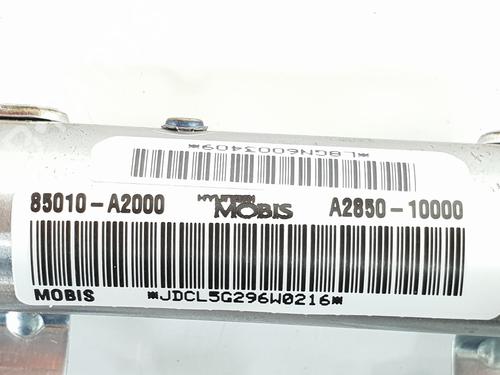 *L8GN6003409*
85010-A2000 HYUNDAI MOBIS A2850-10000
MOBIS *JDCL5G296W0216*